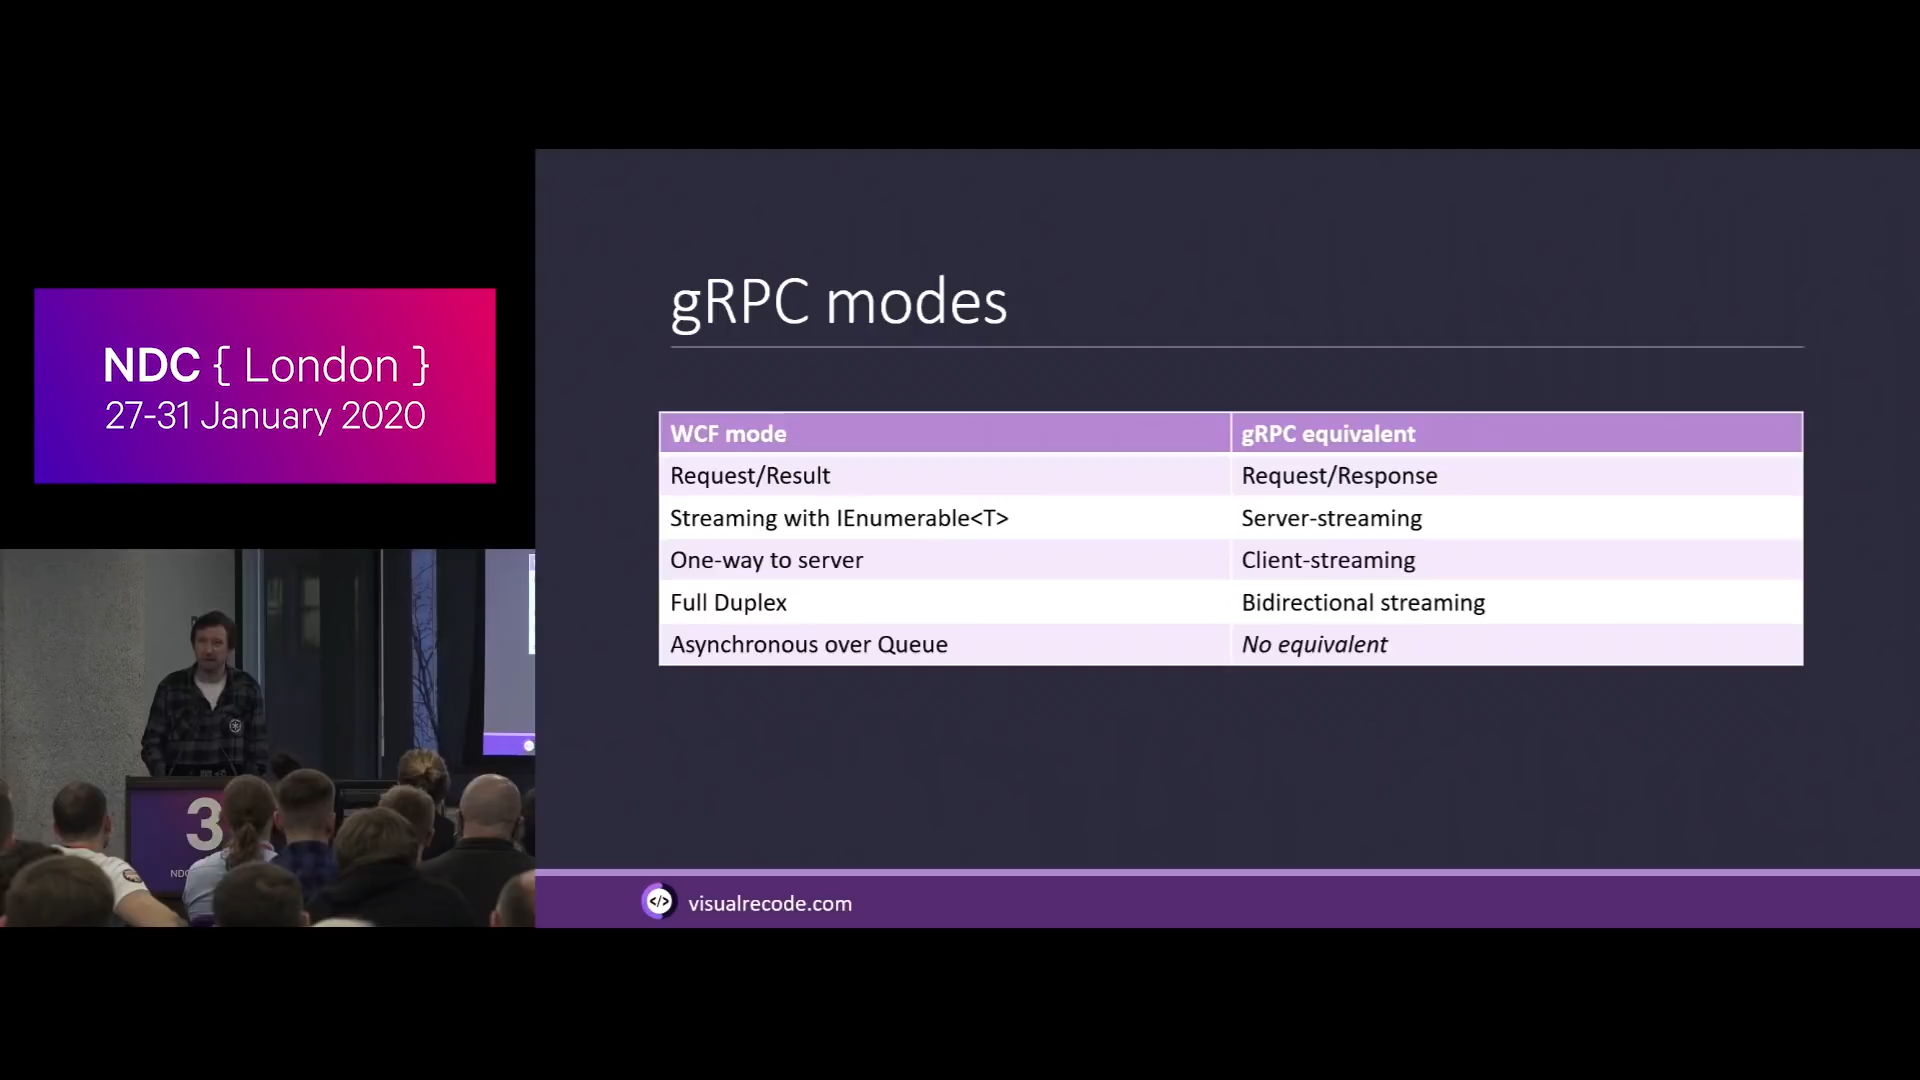 NDC { London }
27-31 January 2020
gRPC modes
WCF mode gRPC equivalent
Request/Result Request/Response
Streaming with IEnumerable<T> Server-streaming
One-way to server Client-streaming
Full Duplex Bidirectional streaming
Asynchronous over Queue No equivalent
</> visualrecode.com
3
NDC